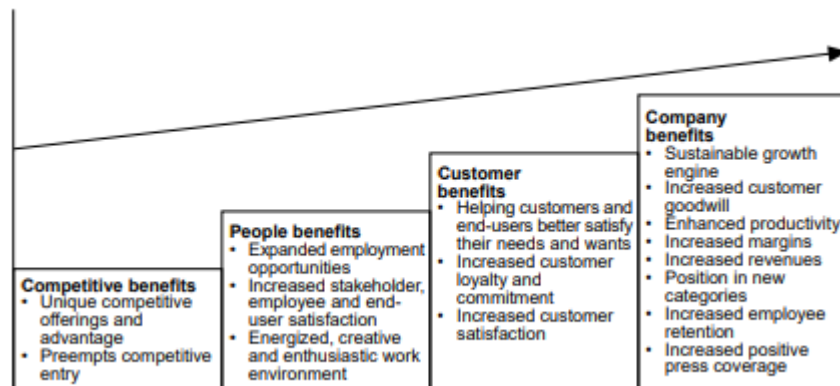 Competitive benefits
• Unique competitive
offerings and
advantage
• Preempts competitive
entry
People benefits
• Expanded employment
opportunities
• Increased stakeholder,
employee and end-
user satisfaction
• Energized, creative
and enthusiastic work
environment
Customer
benefits
• Helping customers and
end-users better satisfy
their needs and wants
• Increased customer
loyalty and
commitment
• Increased customer
satisfaction
Company
benefits
• Sustainable growth
engine
• Increased customer
goodwill
• Enhanced productivity
• Increased margins
• Increased revenues
• Position in new
categories
• Increased employee
retention
• Increased positive
press coverage